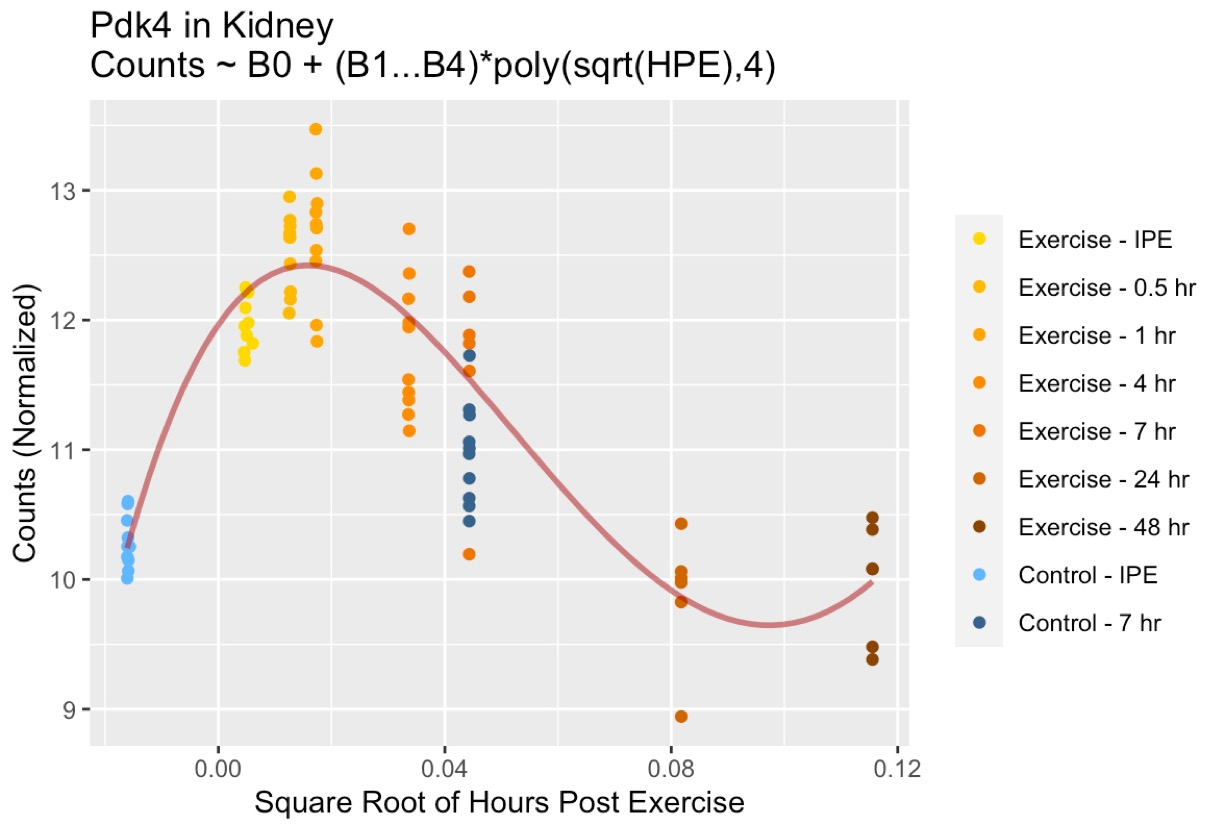 Pdk4 in Kidney
Counts ~ B0 + (B1...B4)*poly(sqrt(HPE),4)
Counts (Normalized)
13
12
11
10
9
0.00
0.04
0.08
0.12
Square Root of Hours Post Exercise
Exercise - IPE
Exercise - 0.5 hr
Exercise - 1 hr
Exercise - 4 hr
Exercise - 7 hr
Exercise - 24 hr
Exercise - 48 hr
Control - IPE
Control - 7 hr